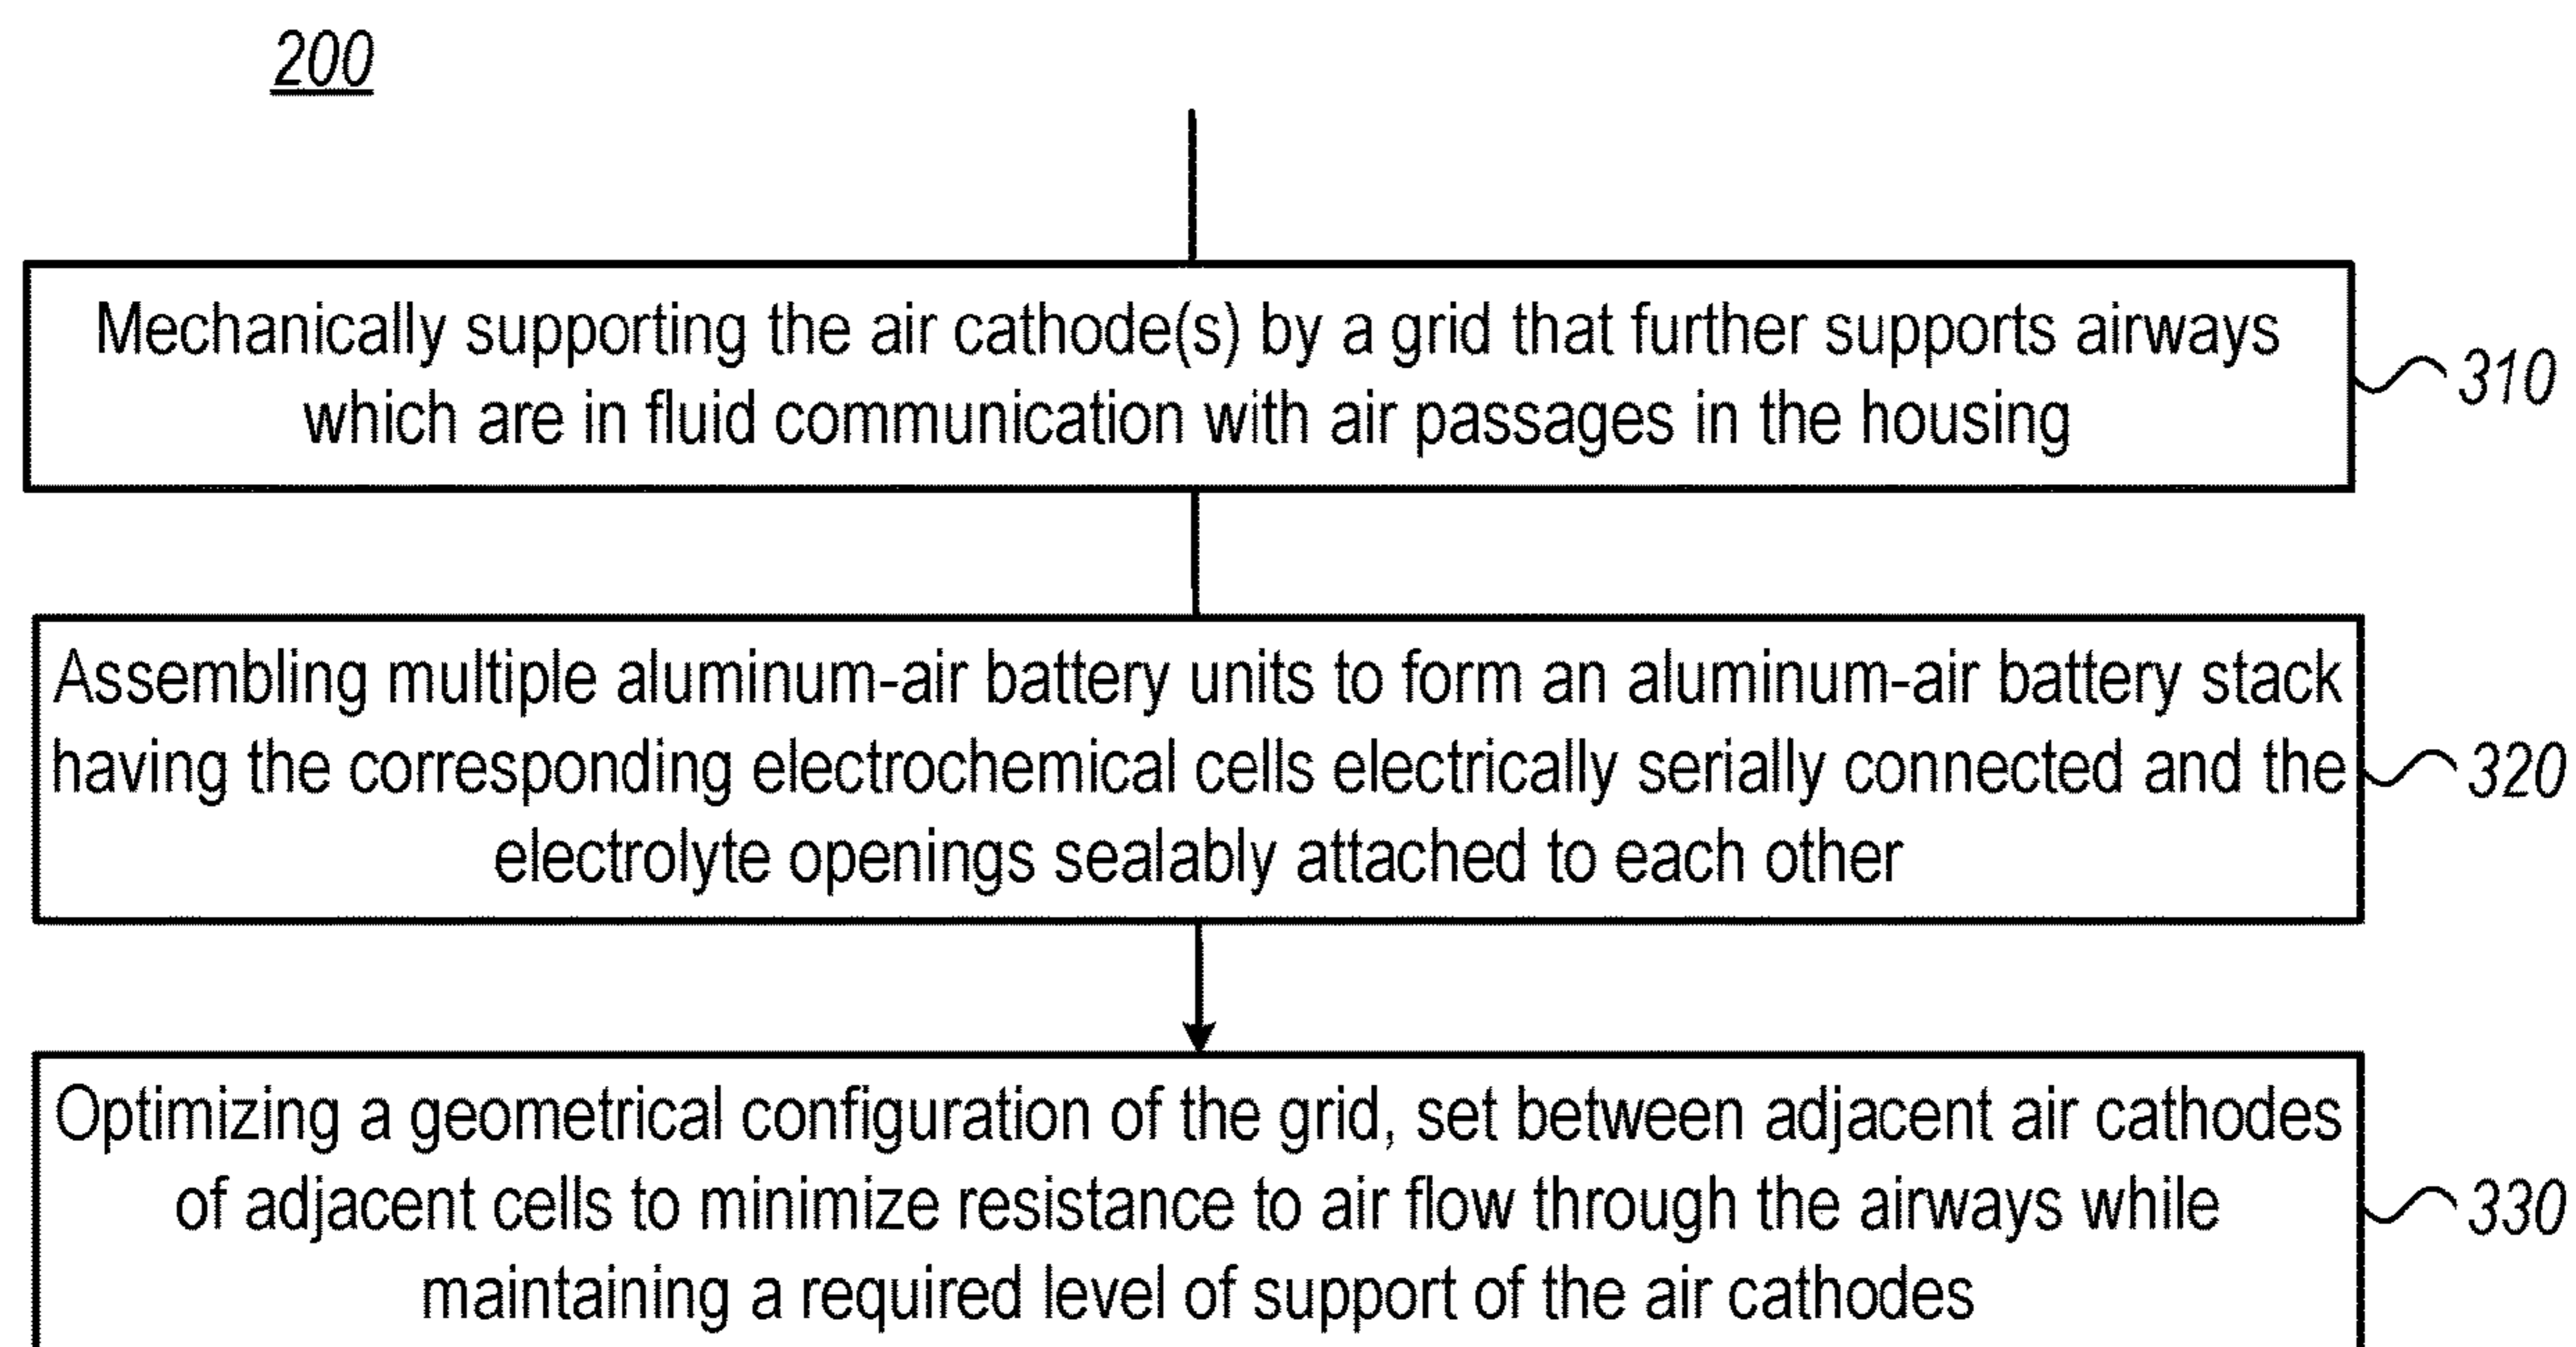 200
Mechanically supporting the air cathode(s) by a grid that further supports airways
which are in fluid communication with air passages in the housing
310
Assembling multiple aluminum-air battery units to form an aluminum-air battery stack
having the corresponding electrochemical cells electrically serially connected and the
electrolyte openings sealably attached to each other
320
Optimizing a geometrical configuration of the grid, set between adjacent air cathodes
of adjacent cells to minimize resistance to air flow through the airways while
maintaining a required level of support of the air cathodes
330